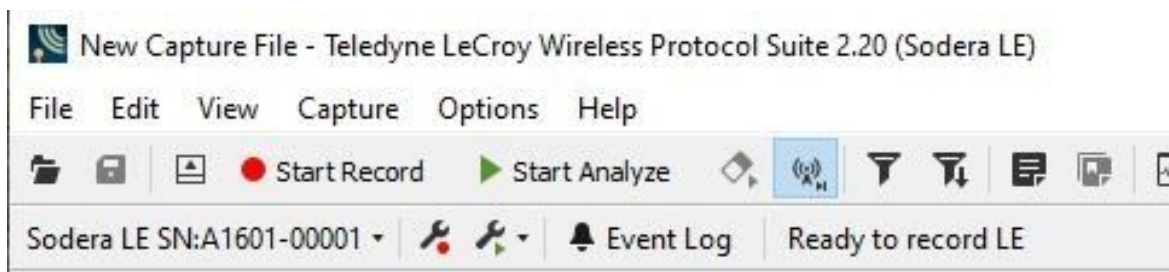 New Capture File - Teledyne LeCroy Wireless Protocol Suite 2.20 (Sodera LE)
File Edit View Capture Options Help
Start Record Start Analyze
Sodera LE SN:A1601-00001 Event Log Ready to record LE